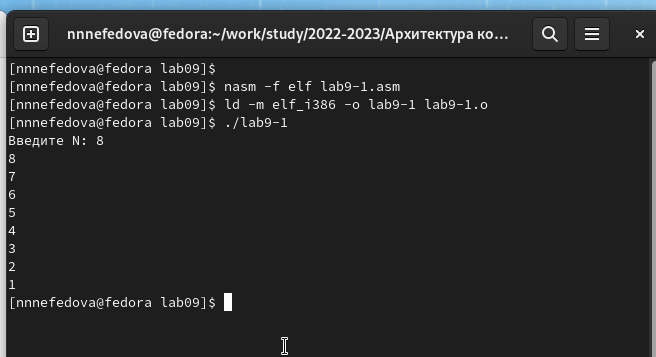 nnnefedova@fedora:~/work/study/2022-2023/Архитектура ко...
[nnnefedova@fedora lab09]$
[nnnefedova@fedora lab09]$ nasm -f elf lab9-1.asm
[nnnefedova@fedora lab09]$ ld -m elf_i386 -o lab9-1 lab9-1.o
[nnnefedova@fedora lab09]$ ./lab9-1
Введите N: 8
8
7
6
5
4
3
2
1
[nnnefedova@fedora lab09]$